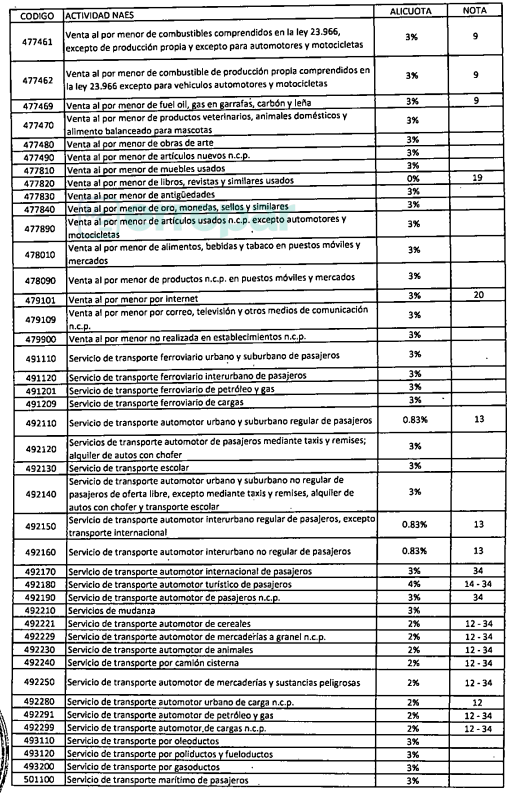 CODIGO ACTIVIDAD NAES ALICUOTA NOTA
477461 Venta al por menor de combustibles comprendidos en la ley 23.966, excepto de producción propia y excepto para automotores y motocicletas 3% 9
477462 Venta al por menor de combustible de producción propia comprendidos en la ley 23.966 excepto para vehiculos automotores y motocicletas 3% 9
477469 Venta al por menor de fuel oil, gas en garrafas, carbón y leña 3% 9
477470 Venta al por menor de productos veterinarios, animales domésticos y alimento balanceado para mascotas 3%
477480 Venta al por menor de obras de arte 3%
477490 Venta al por menor de artículos nuevos n.c.p. 3%
477810 Venta al por menor de muebles usados 3%
477820 Venta al por menor de libros, revistas y similares usados 0% 19
477830 Venta al por menor de antigüedades 3%
477840 Venta al por menor de oro, monedas, sellos y similares 3%
477890 Venta al por menor de artículos usados n.c.p. excepto automotores y motocicletas 3%
478010 Venta al por menor de alimentos, bebidas y tabaco en puestos móviles y mercados 3%
478090 Venta al por menor de productos n.c.p. en puestos móviles y mercados 3%
479101 Venta al por menor por internet 3% 20
479109 Venta al por menor por correo, televisión y otros medios de comunicación n.c.p. 3%
479900 Venta al por menor no realizada en establecimientos n.c.p. 3%
491110 Servicio de transporte ferroviario urbano y suburbano de pasajeros 3%
491120 Servicio de transporte ferroviario interurbano de pasajeros 3%
491201 Servicio de transporte ferroviario de petróleo y gas 3%
491209 Servicio de transporte ferroviario de cargas 3%
492110 Servicio de transporte automotor urbano y suburbano regular de pasajeros 0.83% 13
492120 Servicios de transporte automotor de pasajeros mediante taxis y remises; alquiler de autos con chofer 3%
492130 Servicio de transporte escolar 3%
492140 Servicio de transporte automotor urbano y suburbano no regular de pasajeros de oferta libre, excepto mediante taxis y remises, alquiler de autos con chofer y transporte escolar 3%
492150 Servicio de transporte automotor interurbano regular de pasajeros, excepto transporte internacional 0.83% 13
492160 Servicio de transporte automotor interurbano no regular de pasajeros 0.83% 13
492170 Servicio de transporte automotor internacional de pasajeros 3% 34
492180 Servicio de transporte automotor turístico de pasajeros 4% 14 - 34
492190 Servicio de transporte automotor de pasajeros n.c.p. 3% 34
492210 Servicios de mudanza 3%
492221 Servicio de transporte automotor de cereales 2% 12 - 34
492229 Servicio de transporte automotor de mercaderías a granel n.c.p. 2% 12 - 34
492230 Servicio de transporte automotor de animales 2% 12 - 34
492240 Servicio de transporte por camión cisterna 2% 12 - 34
492250 Servicio de transporte automotor de mercaderías y sustancias peligrosas 2% 12 - 34
492280 Servicio de transporte automotor urbano de carga n.c.p. 2% 12
492291 Servicio de transporte automotor de petróleo y gas 2% 12 - 34
492299 Servicio de transporte automotor de cargas n.c.p. 2% 12 - 34
493110 Servicio de transporte por oleoductos 3%
493120 Servicio de transporte por poliductos y fueloductos 3%
493200 Servicio de transporte por gasoductos 3%
501100 Servicio de transporte marítimo de pasajeros 3%